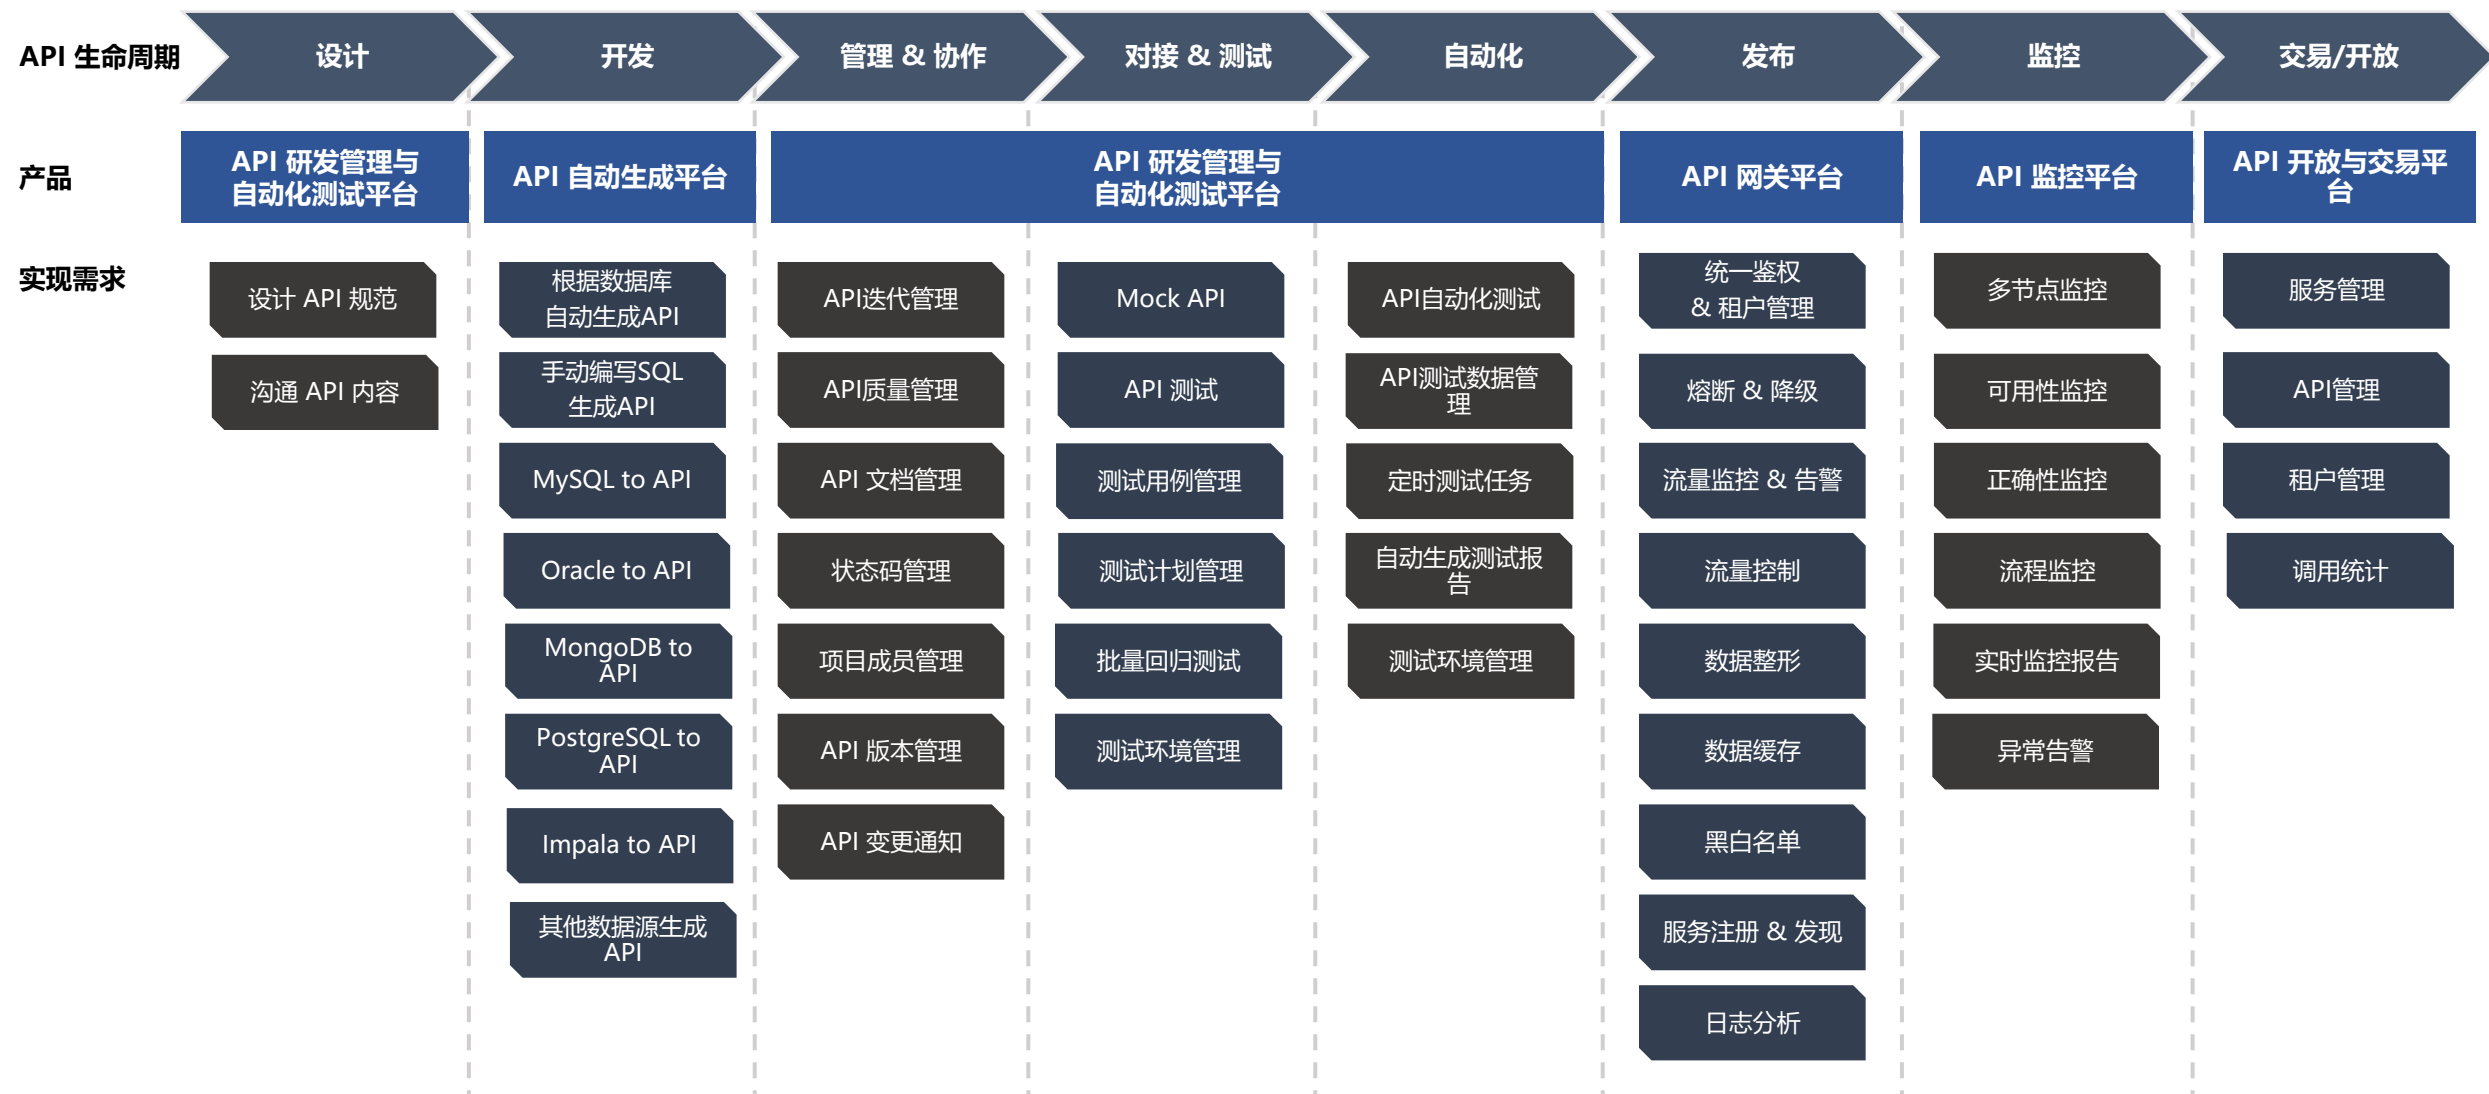 API 生命周期
设计
开发
管理 & 协作
对接 & 测试
自动化
发布
监控
交易/开放
产品
API 研发管理与
自动化测试平台
API 自动生成平台
API 研发管理与
自动化测试平台
API 网关平台
API 监控平台
API 开放与交易平
台
实现需求
设计 API 规范
沟通 API 内容
根据数据库
自动生成API
手动编写SQL
生成API
MySQL to API
Oracle to API
MongoDB to
API
PostgreSQL to
API
Impala to API
其他数据源生成
API
API迭代管理
API质量管理
API 文档管理
状态码管理
项目成员管理
API 版本管理
API 变更通知
Mock API
API 测试
测试用例管理
测试计划管理
批量回归测试
测试环境管理
API自动化测试
API测试数据管
理
定时测试任务
自动生成测试报
告
测试环境管理
统一鉴权
& 租户管理
熔断 & 降级
流量监控 & 告警
流量控制
数据整形
数据缓存
黑白名单
服务注册 & 发现
日志分析
多节点监控
可用性监控
正确性监控
流程监控
实时监控报告
异常告警
服务管理
API管理
租户管理
调用统计